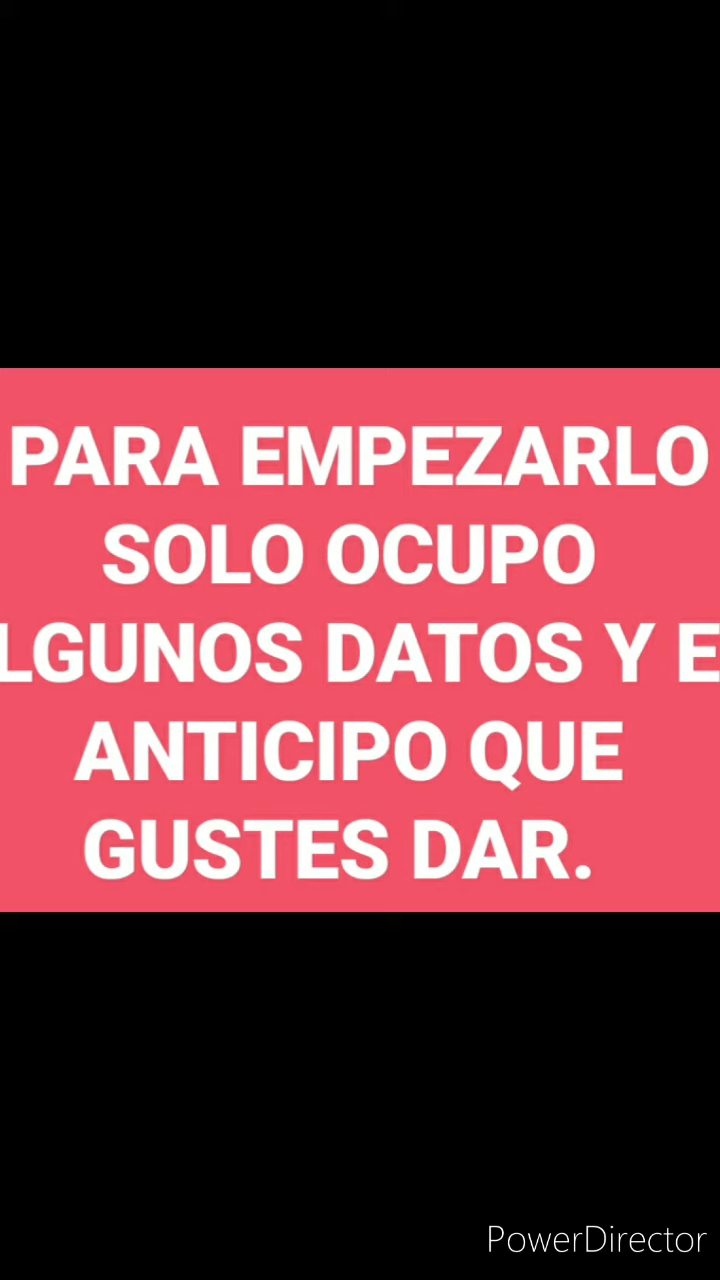 PARA EMPEZARLO
SOLO OCUPO
LGUNOS DATOS Y E
ANTICIPO QUE
GUSTES DAR.
PowerDirector